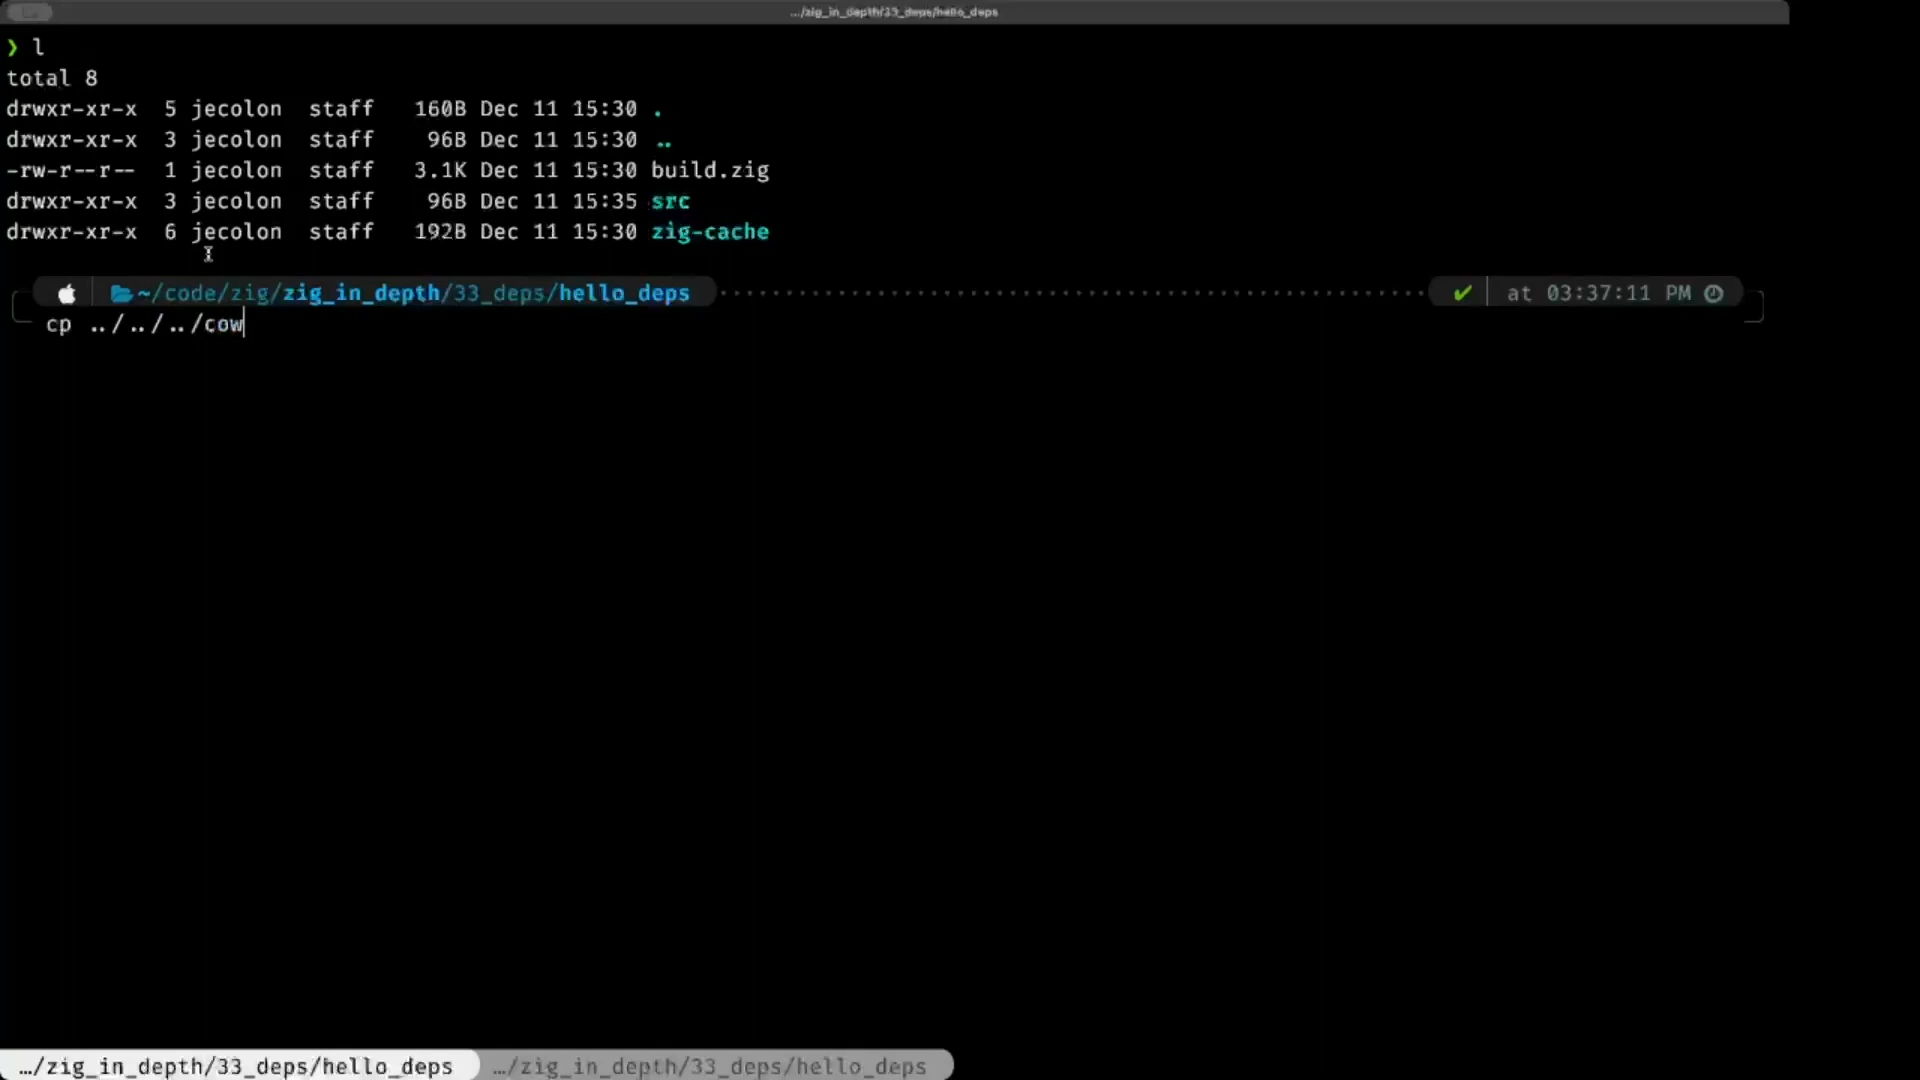 …/zig_in_depth/33_deps/hello_deps
❯ l
total 8
drwxr-xr-x 5 jecolon staff 160B Dec 11 15:30 .
drwxr-xr-x 3 jecolon staff 96B Dec 11 15:30 ..
-rw-r--r-- 1 jecolon staff 3.1K Dec 11 15:30 build.zig
drwxr-xr-x 3 jecolon staff 96B Dec 11 15:35 src
drwxr-xr-x 6 jecolon staff 192B Dec 11 15:30 zig-cache
~/code/zig/zig_in_depth/33_deps/hello_deps ✔ at 03:37:11 PM
cp ../../../cow
…/zig_in_depth/33_deps/hello_deps …/zig_in_depth/33_deps/hello_deps